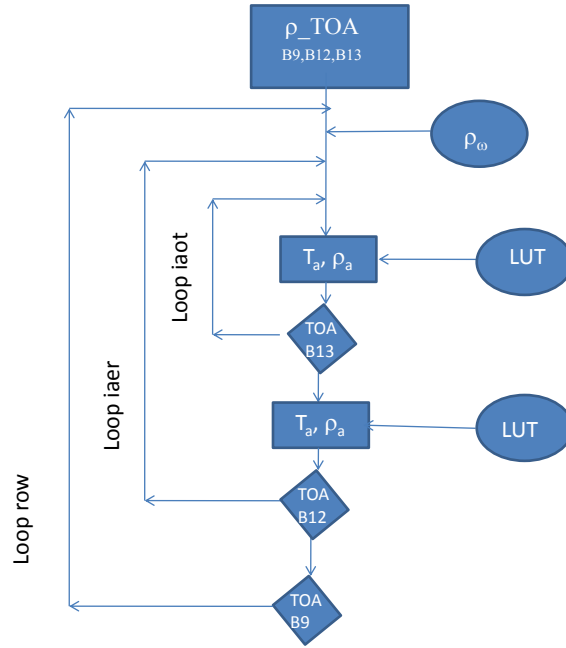 ρ_TOA
B9,B12,B13
ρω
Tₐ, ρₐ
LUT
Loop iaot
TOA
B13
Tₐ, ρₐ
LUT
Loop iaer
TOA
B12
Loop row
TOA
B9